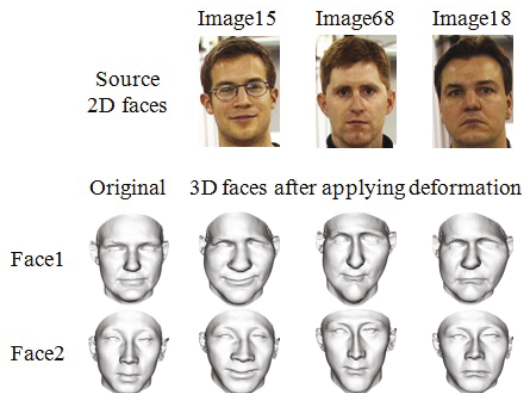 Image15 Image68 Image18
Source
2D faces
Original 3D faces after applying deformation
Face1
Face2